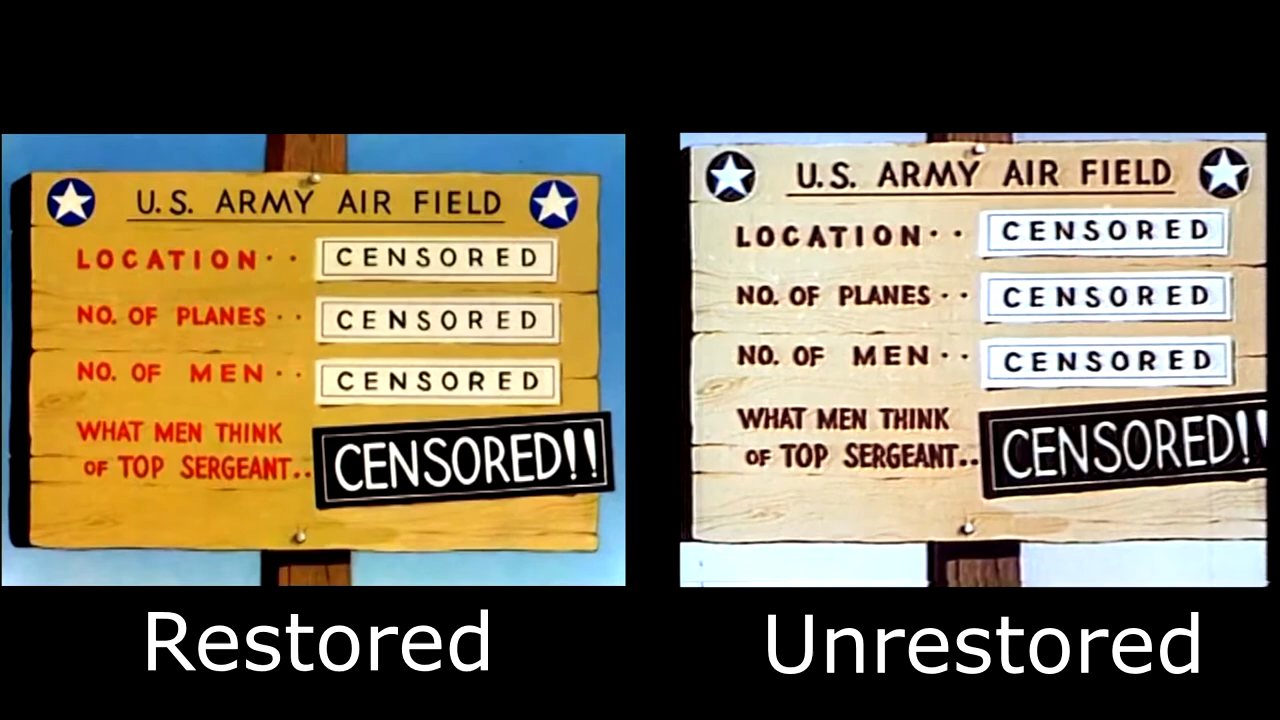 U.S. ARMY AIR FIELD
LOCATION·· CENSORED
NO. OF PLANES·· CENSORED
NO. OF MEN·· CENSORED
WHAT MEN THINK
OF TOP SERGEANT.. CENSORED!!
Restored
U.S. ARMY AIR FIELD
LOCATION·· CENSORED
NO. OF PLANES·· CENSORED
NO. OF MEN·· CENSORED
WHAT MEN THINK
OF TOP SERGEANT.. CENSORED!!
Unrestored